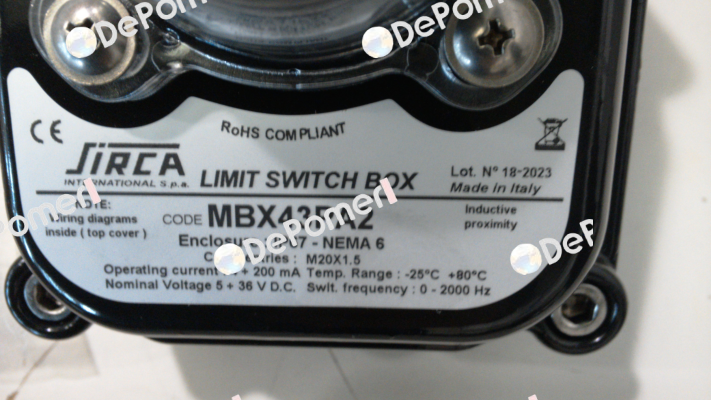 RoHS COMPLIANT
CE
SIRCA
INTERNATIONAL S.p.a.
LIMIT SWITCH BOX
Lot. N° 18-2023
Made in Italy
NOTE:
Wiring diagrams
inside ( top cover )
CODE
Inductive
proximity
NEMA 6
M20X1.5
Operating current + 200 mA Temp. Range : -25°C +80°C
Nominal Voltage 5 + 36 V D.C. Swit. frequency : 0 - 2000 Hz
DePomeri
DePomeri
DePomeri